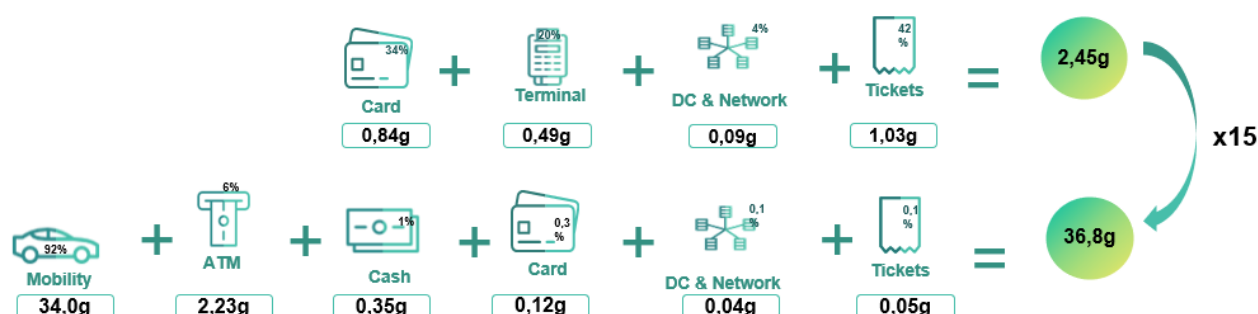 34%
20%
4%
42
%
Card
Terminal
DC & Network
Tickets
0,84g
0,49g
0,09g
1,03g
2,45g
x15
92%
6%
1%
0,3
%
0,1
%
0,1
%
Mobility
ATM
Cash
Card
DC & Network
Tickets
34.0g
2,23g
0,35g
0,12g
0,04g
0,05g
36,8g